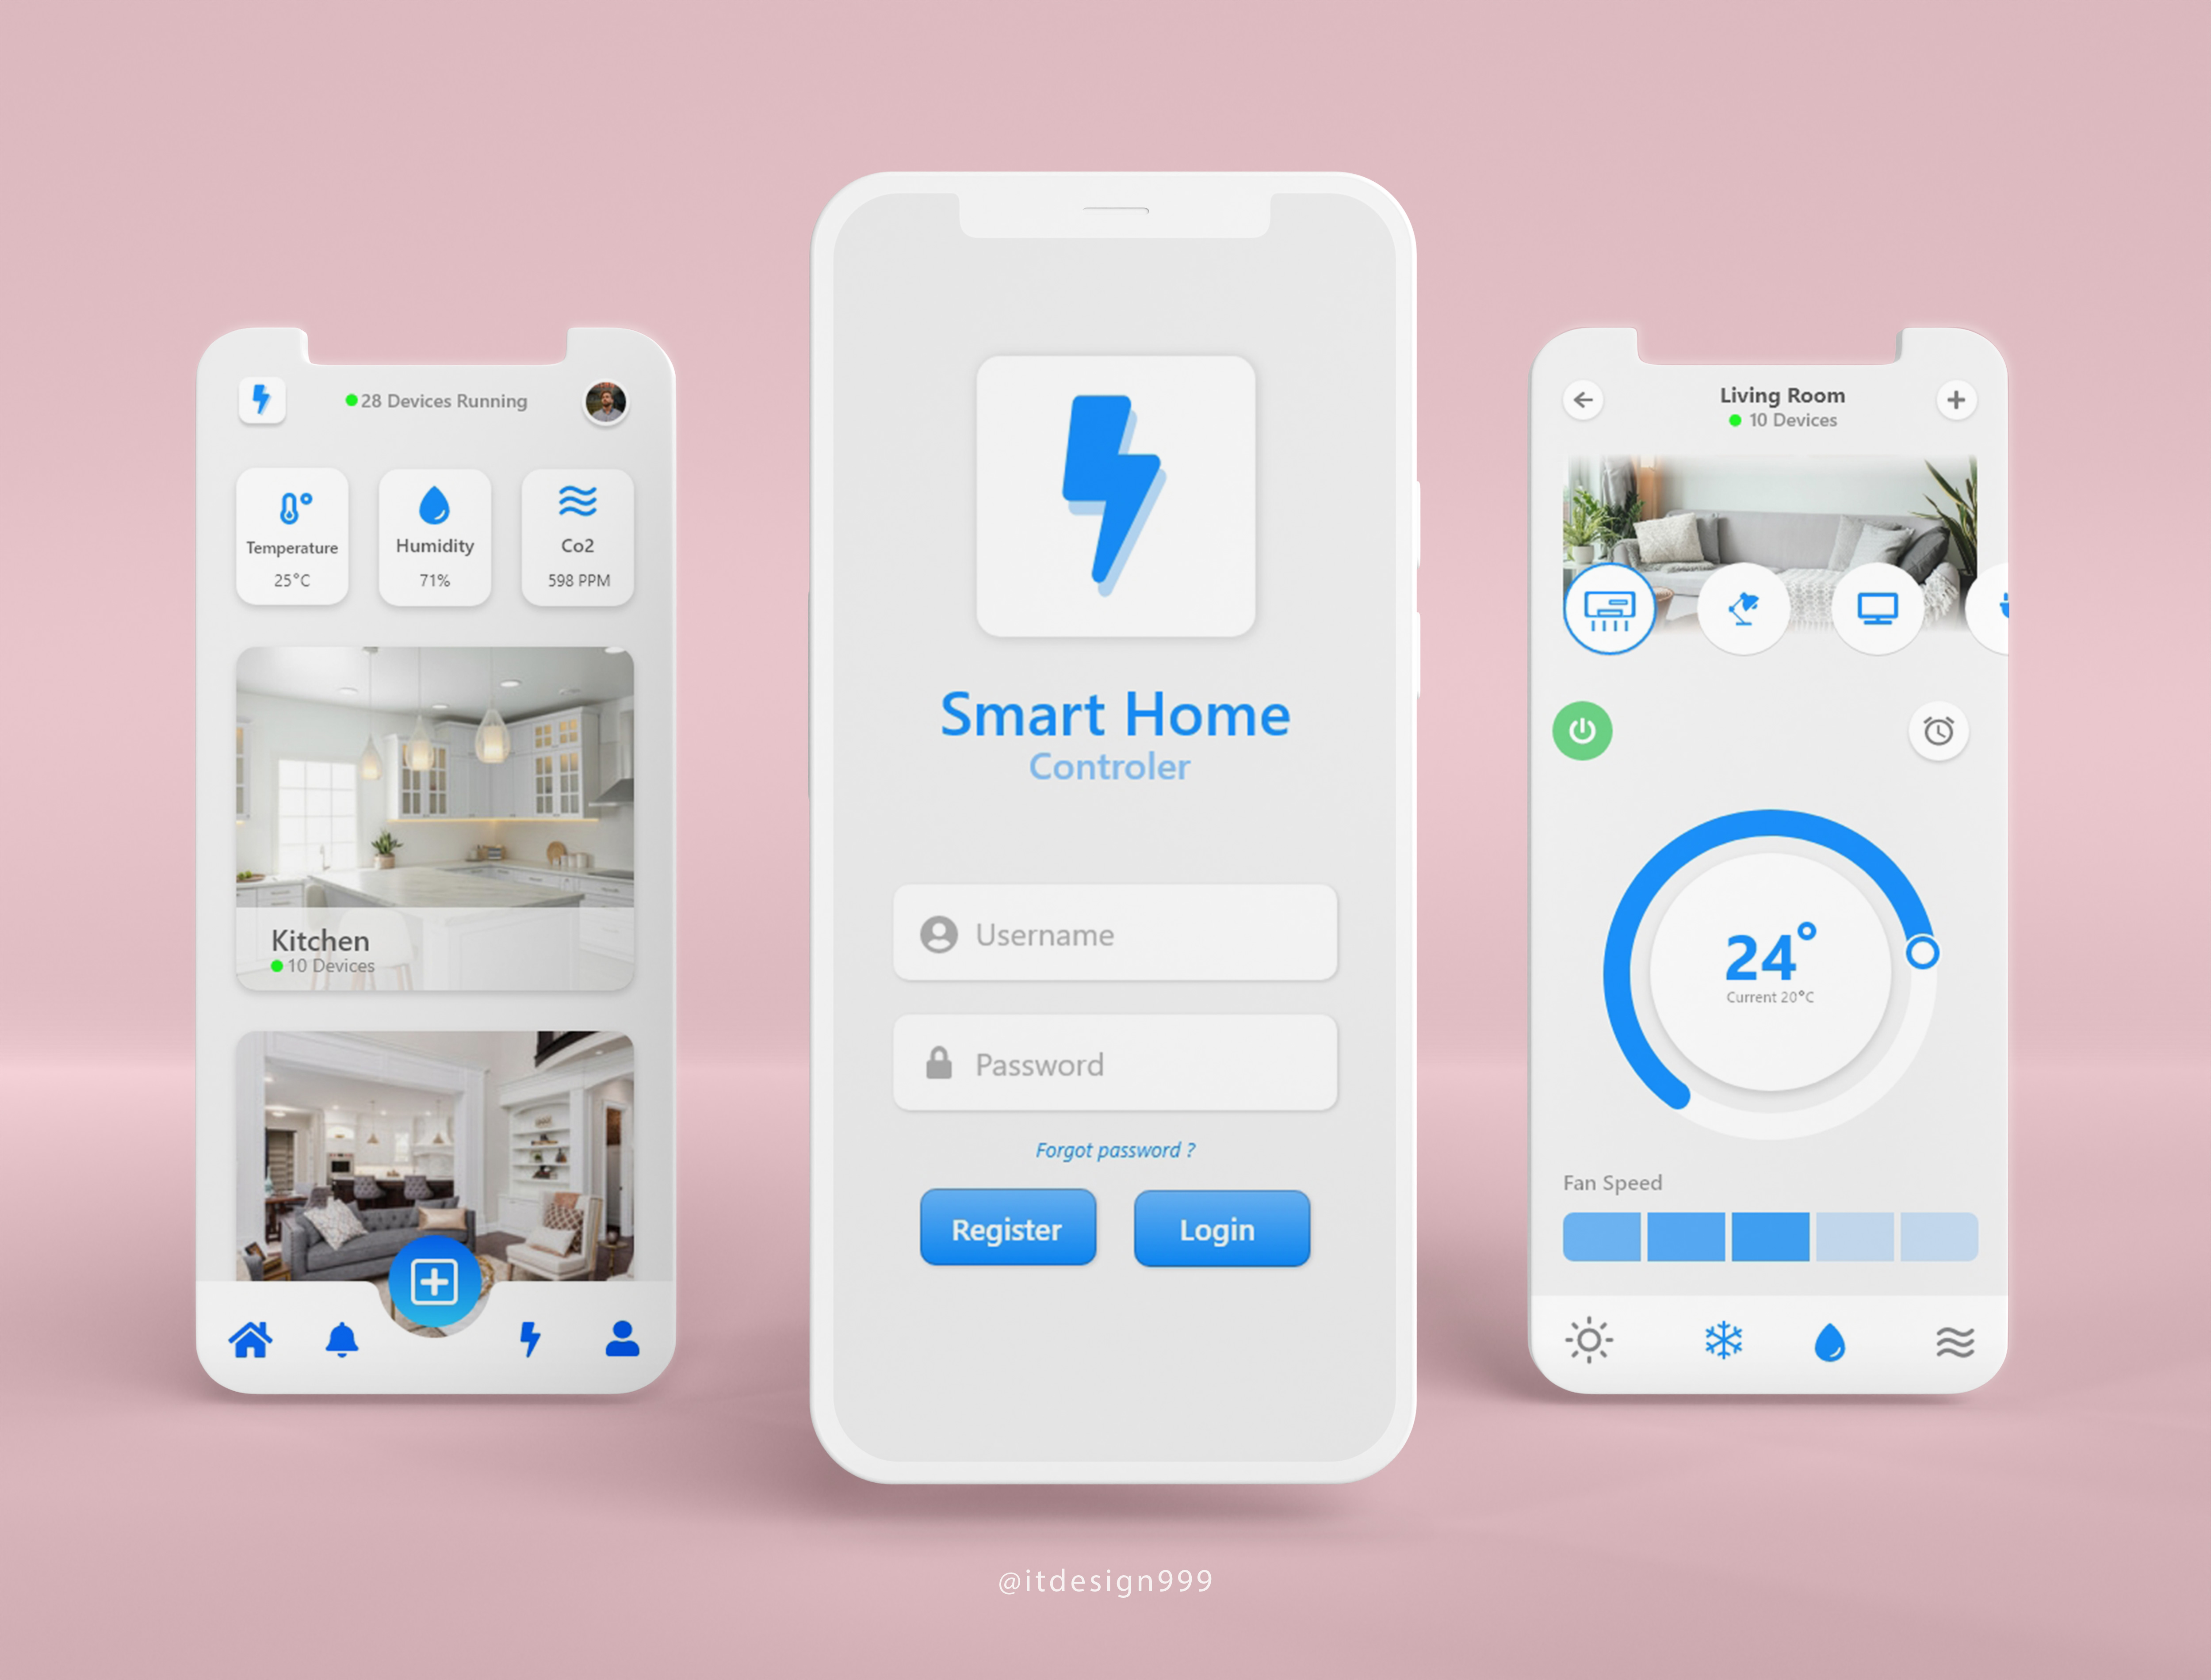 28 Devices Running
Temperature
25°C
Humidity
71%
Co2
598 PPM
Kitchen
10 Devices
Smart Home
Controler
Username
Password
Forgot password ?
Register
Login
Living Room
10 Devices
24°
Current 20°C
Fan Speed
@itdesign999